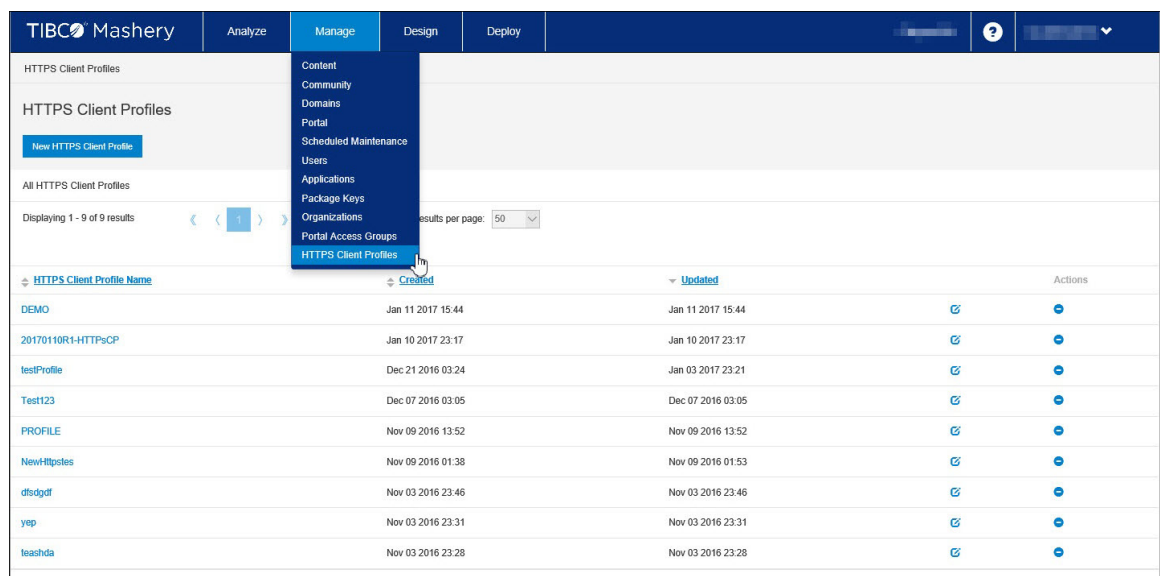 TIBCO Mashery Analyze Manage Design Deploy ?
HTTPS Client Profiles
Content
Community
HTTPS Client Profiles
Domains
Portal
New HTTPS Client Profile
Scheduled Maintenance
Users
All HTTPS Client Profiles
Applications
Package Keys
Displaying 1 - 9 of 9 results 1
Organizations
esults per page: 50
Portal Access Groups
HTTPS Client Profiles
HTTPS Client Profile Name Created Updated Actions
DEMO Jan 11 2017 15:44 Jan 11 2017 15:44
20170110R1-HTTPsCP Jan 10 2017 23:17 Jan 10 2017 23:17
testProfile Dec 21 2016 03:24 Jan 03 2017 23:21
Test123 Dec 07 2016 03:05 Dec 07 2016 03:05
PROFILE Nov 09 2016 13:52 Nov 09 2016 13:52
NewHttpstes Nov 09 2016 01:38 Nov 09 2016 01:53
dfsdgdf Nov 03 2016 23:46 Nov 03 2016 23:46
yep Nov 03 2016 23:31 Nov 03 2016 23:31
teashda Nov 03 2016 23:28 Nov 03 2016 23:28